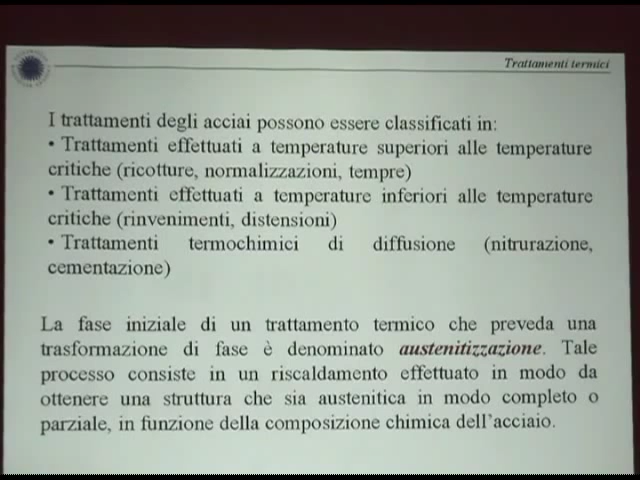 Trattamenti termici
I trattamenti degli acciai possono essere classificati in:
• Trattamenti effettuati a temperature superiori alle temperature
critiche (ricotture, normalizzazioni, tempre)
• Trattamenti effettuati a temperature inferiori alle temperature
critiche (rinvenimenti, distensioni)
• Trattamenti termochimici di diffusione (nitrurazione,
cementazione)
La fase iniziale di un trattamento termico che preveda una
trasformazione di fase è denominato austenitizzazione. Tale
processo consiste in un riscaldamento effettuato in modo da
ottenere una struttura che sia austenitica in modo completo o
parziale, in funzione della composizione chimica dell'acciaio.